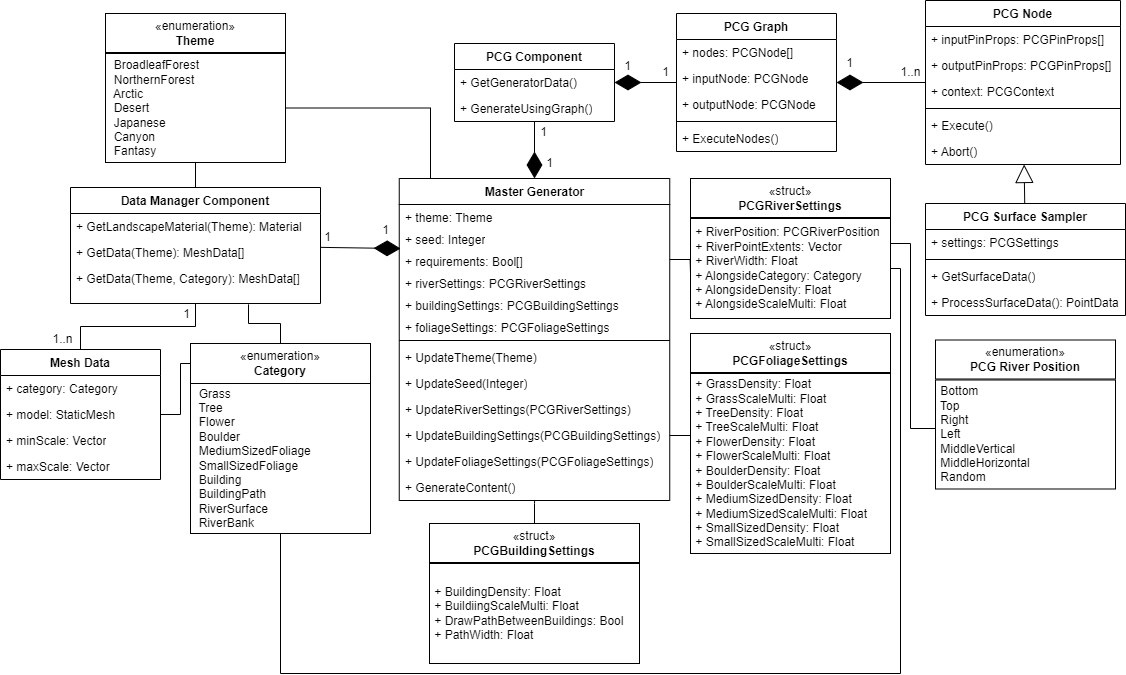 «enumeration»
Theme
BroadleafForest
NorthernForest
Arctic
Desert
Japanese
Canyon
Fantasy
PCG Component
+ GetGeneratorData()
+ GenerateUsingGraph()
1
1
1
1
PCG Graph
+ nodes: PCGNode[]
+ inputNode: PCGNode
+ outputNode: PCGNode
+ ExecuteNodes()
1
1..n
PCG Node
+ inputPinProps: PCGPinProps[]
+ outputPinProps: PCGPinProps[]
+ context: PCGContext
+ Execute()
+ Abort()
Data Manager Component
+ GetLandscapeMaterial(Theme): Material
+ GetData(Theme): MeshData[]
+ GetData(Theme, Category): MeshData[]
1
1
1
1..n
Master Generator
+ theme: Theme
+ seed: Integer
+ requirements: Bool[]
+ riverSettings: PCGRiverSettings
+ buildingSettings: PCGBuildingSettings
+ foliageSettings: PCGFoliageSettings
+ UpdateTheme(Theme)
+ UpdateSeed(Integer)
+ UpdateRiverSettings(PCGRiverSettings)
+ UpdateBuildingSettings(PCGBuildingSettings)
+ UpdateFoliageSettings(PCGFoliageSettings)
+ GenerateContent()
«struct»
PCGRiverSettings
+ RiverPosition: PCGRiverPosition
+ RiverPointExtents: Vector
+ RiverWidth: Float
+ AlongsideCategory: Category
+ AlongsideDensity: Float
+ AlongsideScaleMulti: Float
PCG Surface Sampler
+ settings: PCGSettings
+ GetSurfaceData()
+ ProcessSurfaceData(): PointData
Mesh Data
+ category: Category
+ model: StaticMesh
+ minScale: Vector
+ maxScale: Vector
«enumeration»
Category
Grass
Tree
Flower
Boulder
MediumSizedFoliage
SmallSizedFoliage
Building
BuildingPath
RiverSurface
RiverBank
«struct»
PCGFoliageSettings
+ GrassDensity: Float
+ GrassScaleMulti: Float
+ TreeDensity: Float
+ TreeScaleMulti: Float
+ FlowerDensity: Float
+ FlowerScaleMulti: Float
+ BoulderDensity: Float
+ BoulderScaleMulti: Float
+ MediumSizedDensity: Float
+ MediumSizedScaleMulti: Float
+ SmallSizedDensity: Float
+ SmallSizedScaleMulti: Float
«enumeration»
PCG River Position
Bottom
Top
Right
Left
MiddleVertical
MiddleHorizontal
Random
«struct»
PCGBuildingSettings
+ BuildingDensity: Float
+ BuildiingScaleMulti: Float
+ DrawPathBetweenBuildings: Bool
+ PathWidth: Float